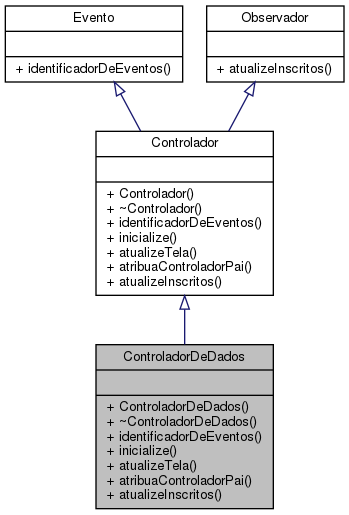 Evento
+ identificadorDeEventos()
Observador
+ atualizeInscritos()
Controlador
+ Controlador()
+ ~Controlador()
+ identificadorDeEventos()
+ inicialize()
+ atualizeTela()
+ atribuaControladorPai()
+ atualizeInscritos()
ControladorDeDados
+ ControladorDeDados()
+ ~ControladorDeDados()
+ identificadorDeEventos()
+ inicialize()
+ atualizeTela()
+ atribuaControladorPai()
+ atualizeInscritos()